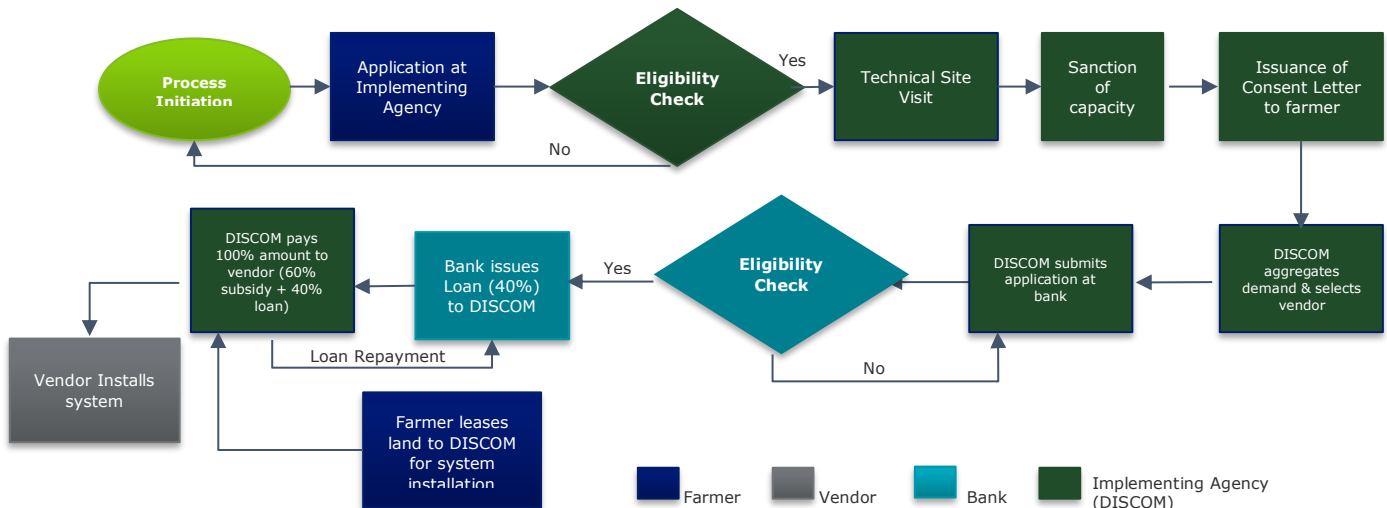 Process
Initiation
Application at
Implementing
Agency
Eligibility
Check
Yes
No
Technical Site
Visit
Sanction
of
capacity
Issuance of
Consent Letter
to farmer
DISCOM
aggregates
demand & selects
vendor
DISCOM submits
application at
bank
Eligibility
Check
Yes
No
Bank issues
Loan (40%)
to DISCOM
DISCOM pays
100% amount to
vendor (60%
subsidy + 40%
loan)
Loan Repayment
Vendor Installs
system
Farmer leases
land to DISCOM
for system
installation
Farmer
Vendor
Bank
Implementing Agency
(DISCOM)